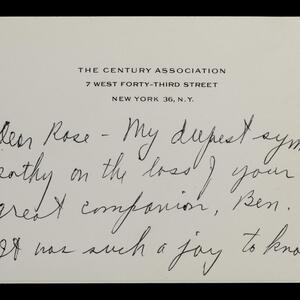 THE CENTURY ASSOCIATION
7 WEST FORTY-THIRD STREET
NEW YORK 36, N.Y.
Dear Rose - My deepest sym
pathy on the loss of your
great companion, Ben.
It was such a joy to kno